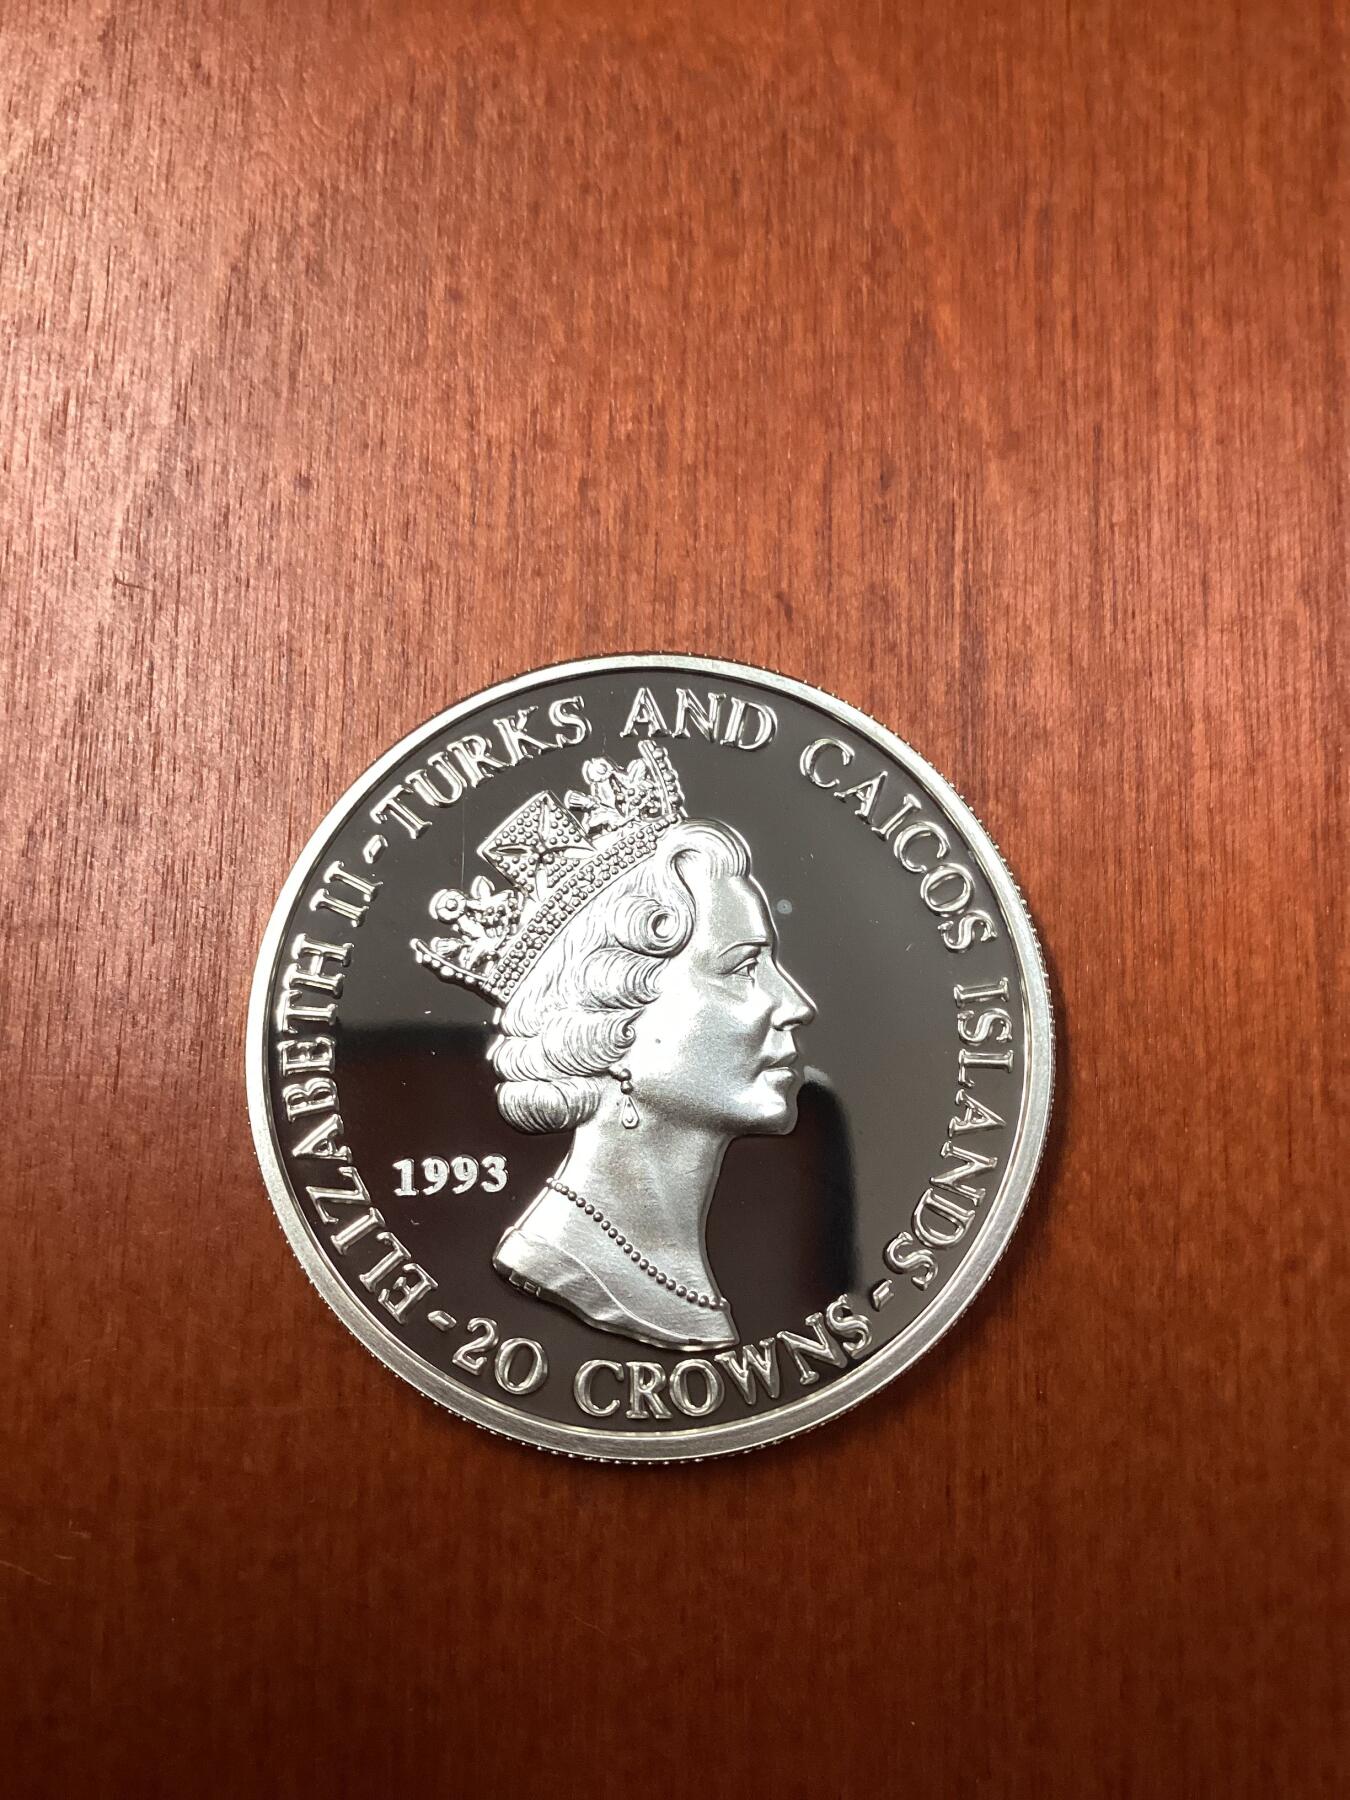 ELIZABETH II - TURKS AND CAICOS ISLANDS - 20 CROWNS -
1993